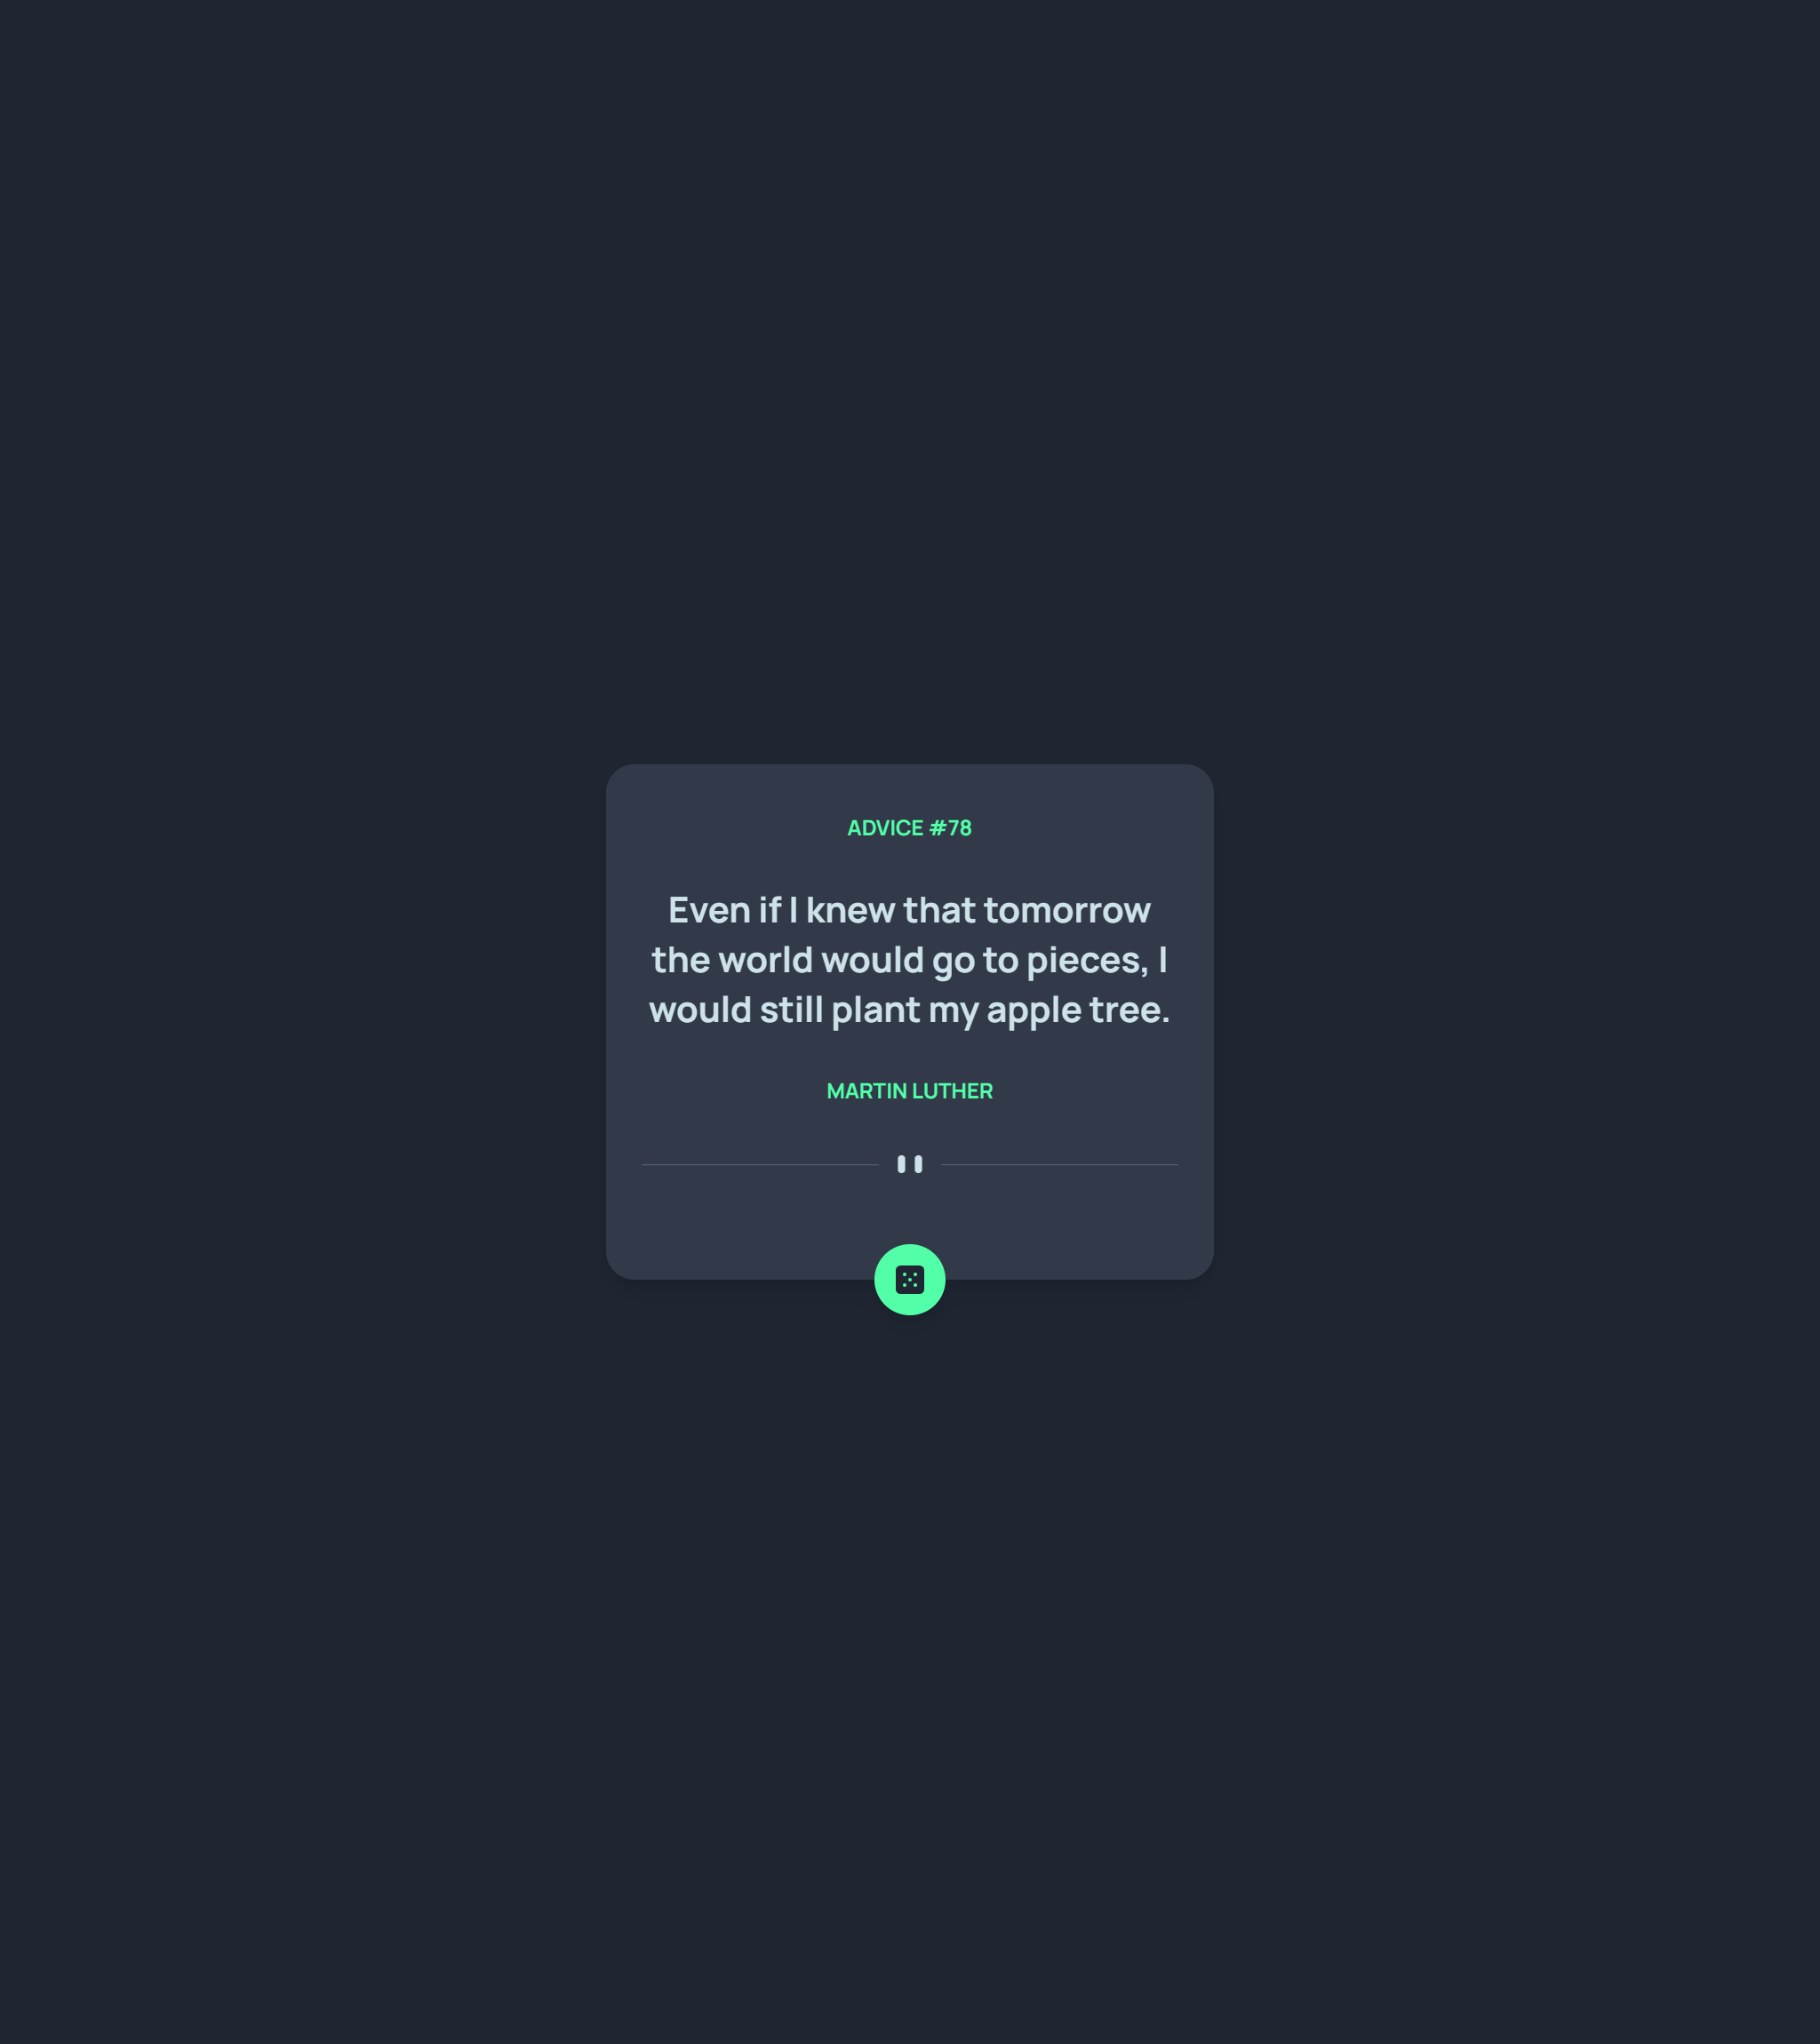 ADVICE #78
Even if I knew that tomorrow
the world would go to pieces, I
would still plant my apple tree.
MARTIN LUTHER